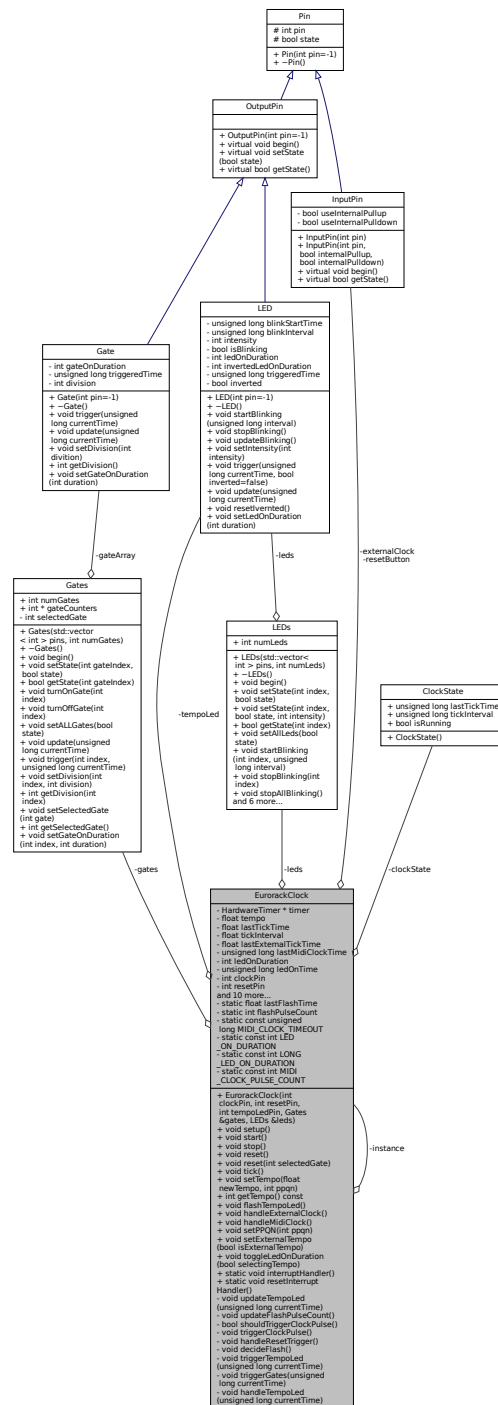 Pin
# int pin
# bool state
+ Pin(int pin=-1)
+ ~Pin()
OutputPin
+ OutputPin(int pin=-1)
+ virtual void begin()
+ virtual void setState
(bool state)
+ virtual bool getState()
InputPin
- bool useInternalPullup
- bool useInternalPulldown
+ InputPin(int pin)
+ InputPin(int pin,
bool internalPullup,
bool internalPulldown)
+ virtual void begin()
+ virtual bool getState()
LED
- unsigned long blinkStartTime
- unsigned long blinkInterval
- int intensity
- bool isBlinking
- int ledOnDuration
- int invertedLedOnDuration
- unsigned long triggeredTime
- bool inverted
+ LED(int pin=-1)
+ ~LED()
+ void startBlinking
(unsigned long interval)
+ void stopBlinking()
+ void updateBlinking()
+ void setIntensity(int
intensity)
+ void trigger(unsigned
long currentTime, bool
inverted=false)
+ void update(unsigned
long currentTime)
+ void resetIvernted()
+ void setLedOnDuration
(int duration)
Gate
- int gateOnDuration
- unsigned long triggeredTime
- int division
+ Gate(int pin=-1)
+ ~Gate()
+ void trigger(unsigned
long currentTime)
+ void update(unsigned
long currentTime)
+ void setDivision(int
divition)
+ int getDivision()
+ void setGateOnDuration
(int duration)
-gateArray
-leds
-externalClock
-resetButton
Gates
+ int numGates
+ int * gateCounters
- int selectedGate
+ Gates(std::vector
< int > pins, int numGates)
+ ~Gates()
+ void begin()
+ void setState(int gateIndex,
bool state)
+ bool getState(int gateIndex)
+ void turnOnGate(int
index)
+ void turnOffGate(int
index)
+ void setALLGates(bool
state)
+ void update(unsigned
long currentTime)
+ void trigger(int index,
unsigned long currentTime)
+ void setDivision(int
index, int division)
+ int getDivision(int
index)
+ void setSelectedGate
(int gate)
+ int getSelectedGate()
+ void setGateOnDuration
(int index, int duration)
-tempoLed
LEDs
+ int numLeds
+ LEDs(std::vector<
int > pins, int numLeds)
+ ~LEDs()
+ void begin()
+ void setState(int index,
bool state)
+ void setState(int index,
bool state, int intensity)
+ bool getState(int index)
+ void setAllLeds(bool
state)
+ void startBlinking
(int index, unsigned
long interval)
+ void stopBlinking(int
index)
+ void stopAllBlinking()
and 6 more...
ClockState
+ unsigned long lastTickTime
+ unsigned long tickInterval
+ bool isRunning
+ ClockState()
-gates
-leds
-clockState
EurorackClock
- HardwareTimer * timer
- float tempo
- float lastTickTime
- float tickInterval
- float lastExternalTickTime
- unsigned long lastMidiClockTime
- int ledOnDuration
- unsigned long ledOnTime
- int clockPin
- int resetPin
and 10 more...
- static float lastFlashTime
- static int flashPulseCount
- static const unsigned
long MIDI_CLOCK_TIMEOUT
- static const int LED
_ON_DURATION
- static const int LONG
_LED_ON_DURATION
- static const int MIDI
_CLOCK_PULSE_COUNT
+ EurorackClock(int
clockPin, int resetPin,
int tempoLedPin, Gates
&gates, LEDs &leds)
+ void setup()
+ void start()
+ void stop()
+ void reset()
+ void reset(int selectedGate)
+ void tick()
+ void setTempo(float
newTempo, int ppqn)
+ int getTempo() const
+ void flashTempoLed()
+ void handleExternalClock()
+ void handleMidiClock()
+ void setPPQN(int ppqn)
+ void setExternalTempo
(bool isExternalTempo)
+ void toggleLedOnDuration
(bool selectingTempo)
+ static void interruptHandler()
+ static void resetInterrupt
Handler()
- void updateTempoLed
(unsigned long currentTime)
- void updateFlashPulseCount()
- bool shouldTriggerClockPulse()
- void triggerClockPulse()
- void handleResetTrigger()
- void decideFlash()
- void triggerTempoLed
(unsigned long currentTime)
- void triggerGates(unsigned
long currentTime)
- void handleTempoLed
(unsigned long currentTime)
-instance